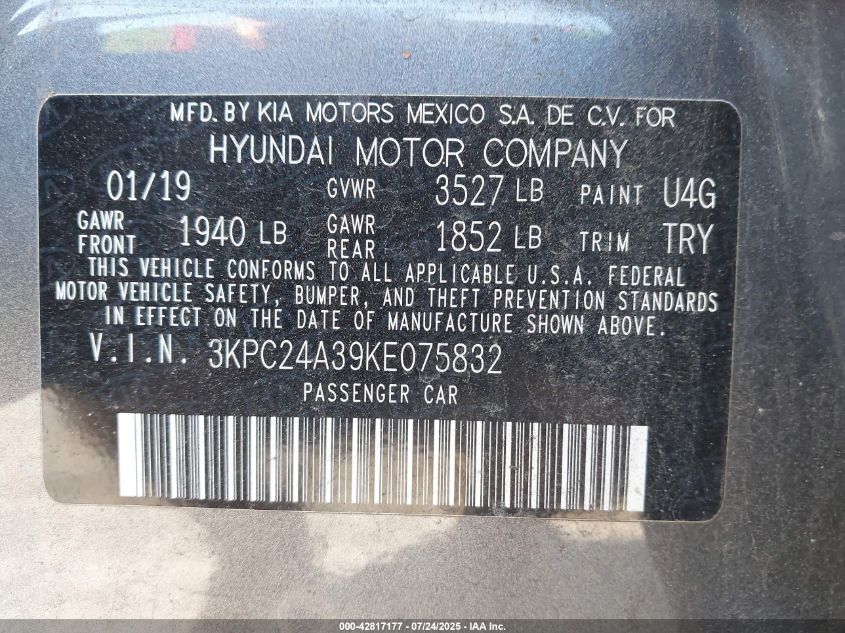 MFD. BY KIA MOTORS MEXICO S.A. DE C.V. FOR
HYUNDAI MOTOR COMPANY
01/19 GVWR 3527 LB PAINT U4G
GAWR FRONT 1940 LB GAWR REAR 1852 LB TRIM TRY
THIS VEHICLE CONFORMS TO ALL APPLICABLE U.S.A. FEDERAL
MOTOR VEHICLE SAFETY, BUMPER, AND THEFT PREVENTION STANDARDS
IN EFFECT ON THE DATE OF MANUFACTURE SHOWN ABOVE.
V.I.N. 3KPC24A39KE075832
PASSENGER CAR
000-42817177 - 07/24/2025 - IAA Inc.